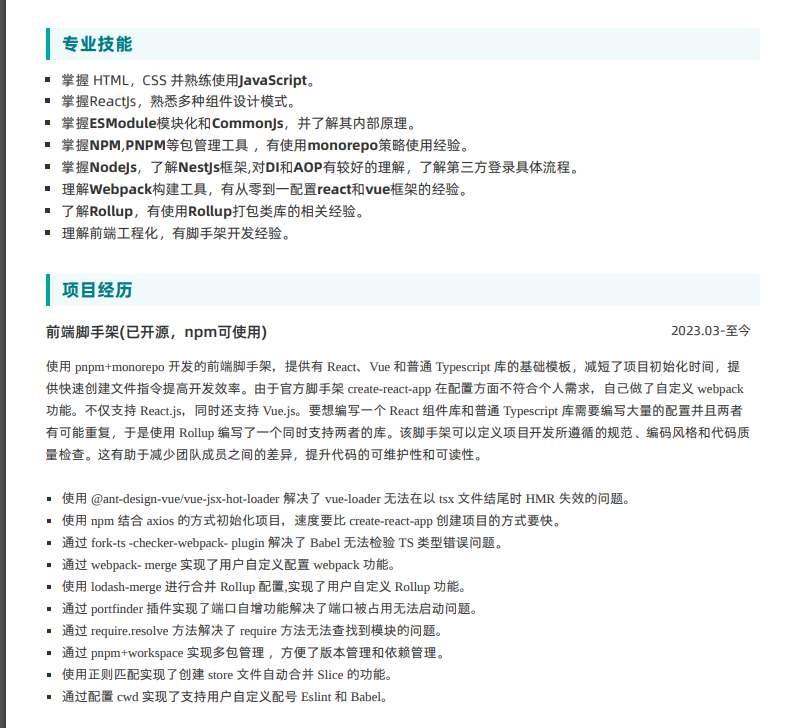 专业技能
掌握 HTML，CSS 并熟练使用JavaScript。
掌握ReactJs，熟悉多种组件设计模式。
掌握ESModule模块化和CommonJs，并了解其内部原理。
掌握NPM,PNPM等包管理工具 ，有使用monorepo策略使用经验。
掌握NodeJs，了解NestJs框架,对DI和AOP有较好的理解，了解第三方登录具体流程。
理解Webpack构建工具，有从零到一配置react和vue框架的经验。
了解Rollup，有使用Rollup打包类库的相关经验。
理解前端工程化，有脚手架开发经验。
项目经历
前端脚手架(已开源，npm可使用) 2023.03-至今
使用 pnpm+monorepo 开发的前端脚手架，提供有 React、Vue 和普通 Typescript 库的基础模板，减短了项目初始化时间，提
供快速创建文件指令提高开发效率。由于官方脚手架 create-react-app 在配置方面不符合个人需求，自己做了自定义 webpack
功能。不仅支持 React.js，同时还支持 Vue.js。要想编写一个 React 组件库和普通 Typescript 库需要编写大量的配置并且两者
有可能重复，于是使用 Rollup 编写了一个同时支持两者的库。该脚手架可以定义项目开发所遵循的规范、编码风格和代码质
量检查。这有助于减少团队成员之间的差异，提升代码的可维护性和可读性。
使用 @ant-design-vue/vue-jsx-hot-loader 解决了 vue-loader 无法在以 tsx 文件结尾时 HMR 失效的问题。
使用 npm 结合 axios 的方式初始化项目，速度要比 create-react-app 创建项目的方式要快。
通过 fork-ts -checker-webpack- plugin 解决了 Babel 无法检验 TS 类型错误问题。
通过 webpack- merge 实现了用户自定义配置 webpack 功能。
使用 lodash-merge 进行合并 Rollup 配置,实现了用户自定义 Rollup 功能。
通过 portfinder 插件实现了端口自增功能解决了端口被占用无法启动问题。
通过 require.resolve 方法解决了 require 方法无法查找到模块的问题。
通过 pnpm+workspace 实现多包管理 ，方便了版本管理和依赖管理。
使用正则匹配实现了创建 store 文件自动合并 Slice 的功能。
通过配置 cwd 实现了支持用户自定义配号 Eslint 和 Babel。